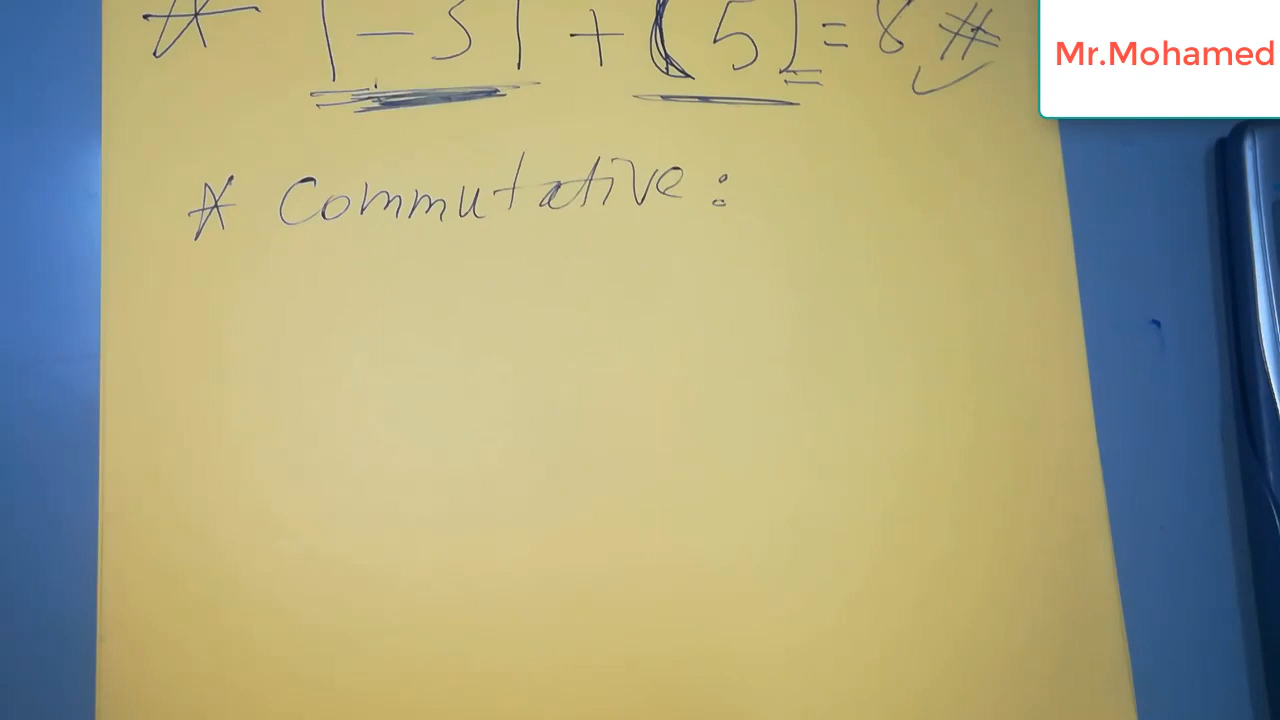 * |-3| + (5) = 8 #
Mr.Mohamed
* Commutative :